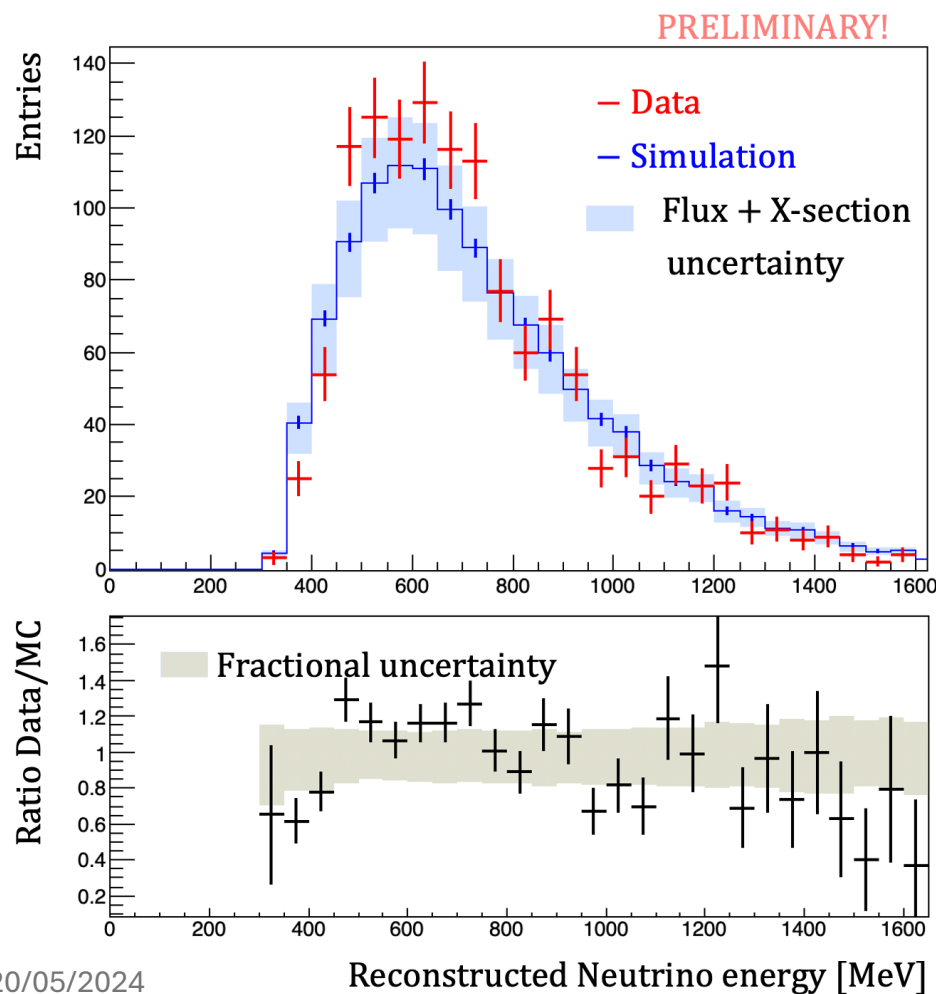 PRELIMINARY!
Entries
140
120
100
80
60
40
20
0
Data
Simulation
Flux + X-section
uncertainty
0 200 400 600 800 1000 1200 1400 1600
Ratio Data/MC
1.6
1.4
1.2
1
0.8
0.6
0.4
0.2
Fractional uncertainty
0 200 400 600 800 1000 1200 1400 1600
Reconstructed Neutrino energy [MeV]
20/05/2024